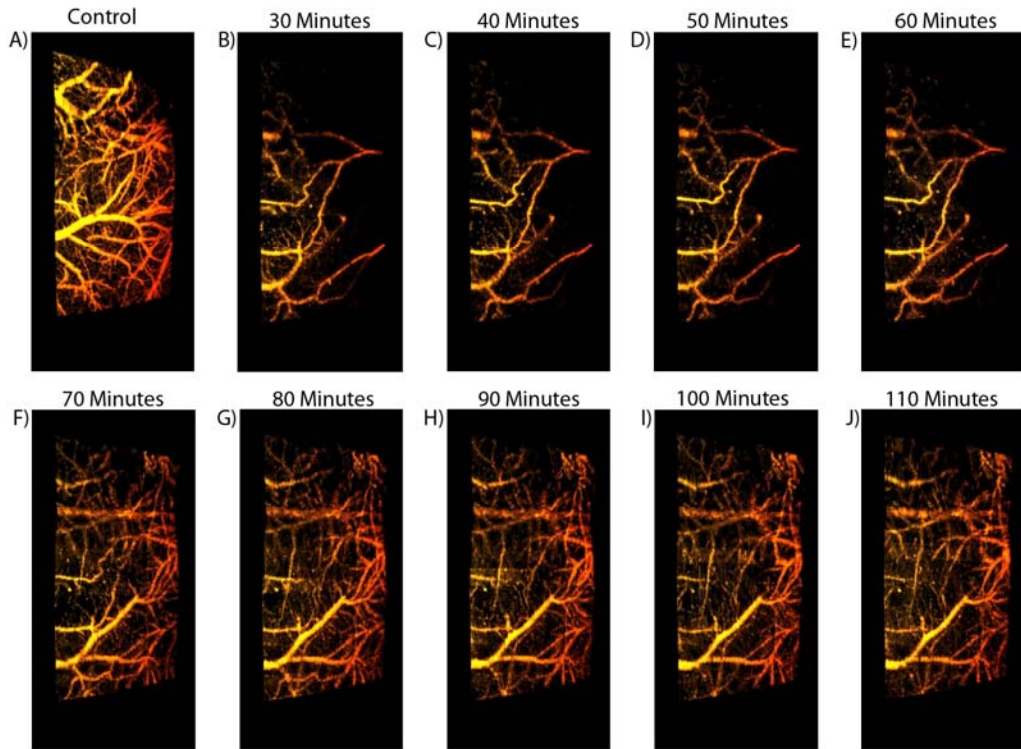 Control 30 Minutes 40 Minutes 50 Minutes 60 Minutes
A) B) C) D) E)
70 Minutes 80 Minutes 90 Minutes 100 Minutes 110 Minutes
F) G) H) I) J)